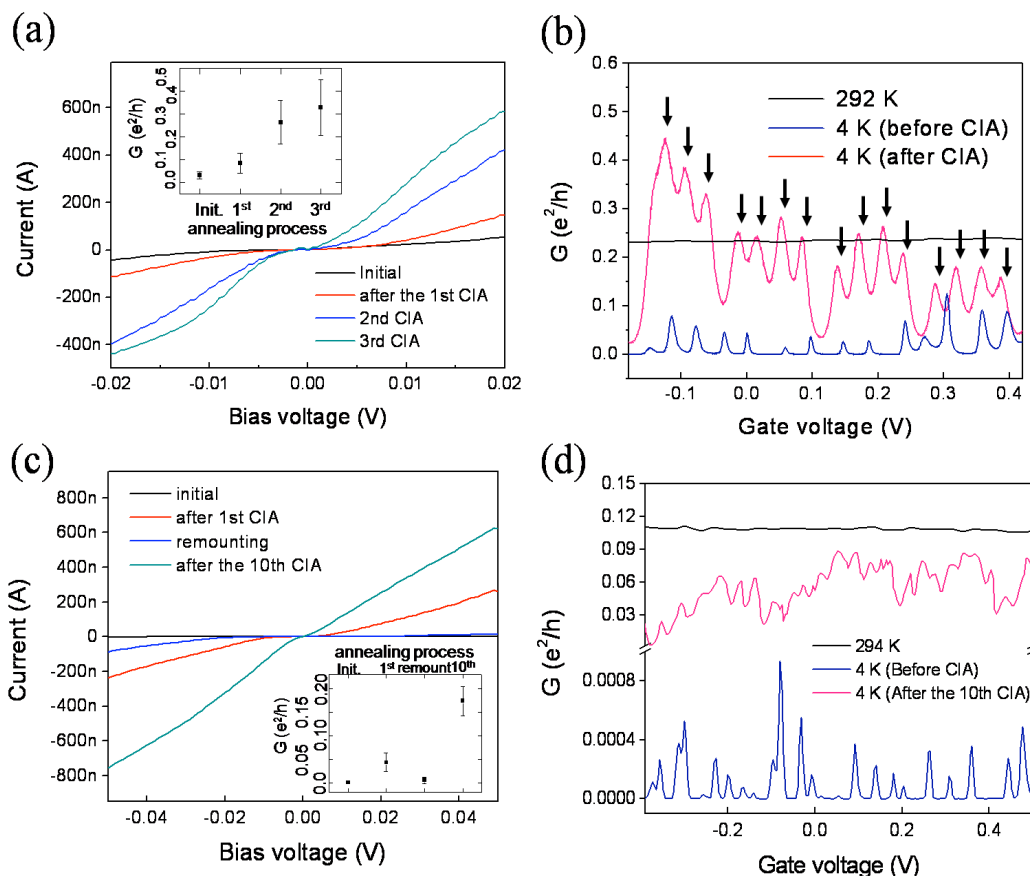 (a)
600n
400n
200n
0
-200n
-400n
Current (A)
-0.02
-0.01
0.00
0.01
0.02
Bias voltage (V)
0.5
0.4
0.3
0.2
0.1
0.0
G (e²/h)
Init. 1st 2nd 3rd
annealing process
Initial
after the 1st CIA
2nd CIA
3rd CIA
(b)
0.6
0.5
0.4
0.3
0.2
0.1
0.0
G (e²/h)
292 K
4 K (before CIA)
4 K (after CIA)
-0.1
0.0
0.1
0.2
0.3
0.4
Gate voltage (V)
(c)
800n
600n
400n
200n
0
-200n
-400n
-600n
-800n
Current (A)
initial
after 1st CIA
remounting
after the 10th CIA
annealing process
Init. 1st remount 10th
0.20
0.15
0.10
0.05
0.0
G (e²/h)
-0.04
-0.02
0.00
0.02
0.04
Bias voltage (V)
(d)
0.15
0.12
0.09
0.06
0.03
0.0008
0.0004
0.0000
G (e²/h)
294 K
4 K (Before CIA)
4 K (After the 10th CIA)
-0.2
0.0
0.2
0.4
Gate voltage (V)